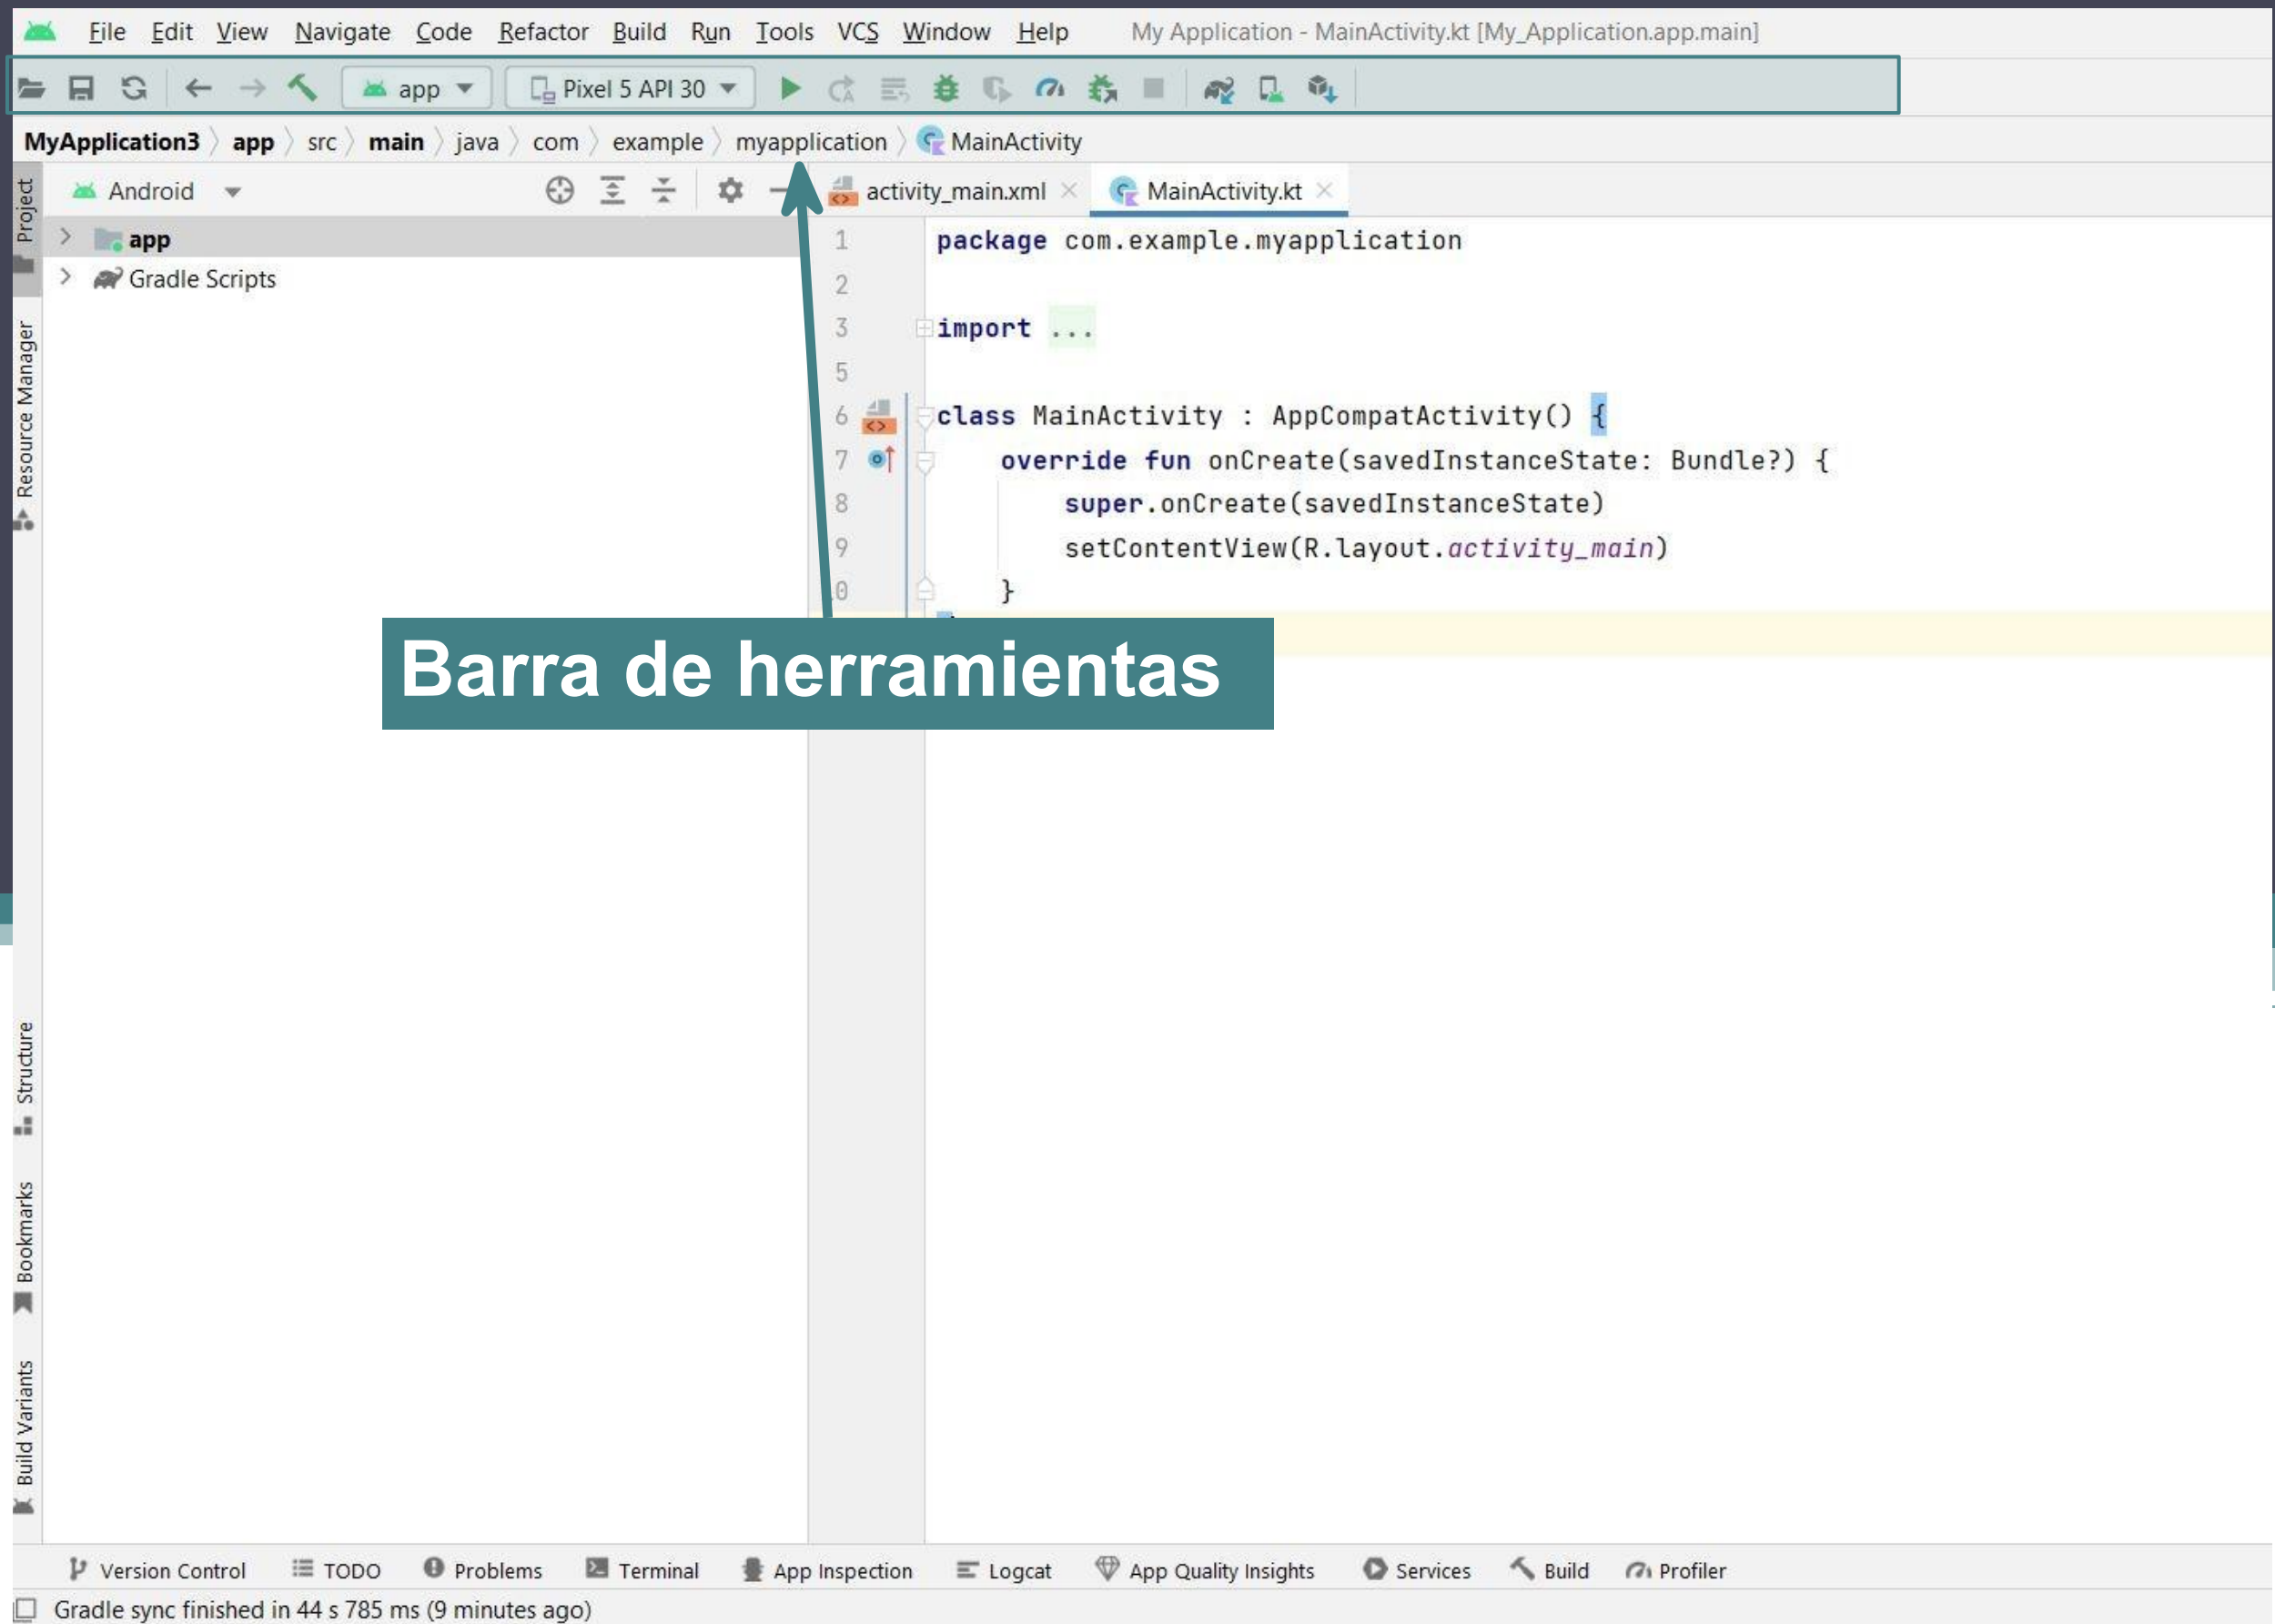 File Edit View Navigate Code Refactor Build Run Tools VCS Window Help My Application - MainActivity.kt [My_Application.app.main]
app Pixel 5 API 30
MyApplication3 app src main java com example myapplication MainActivity
Project
Android
activity_main.xml MainActivity.kt
app
Gradle Scripts
Resource Manager
1 package com.example.myapplication
2
3 import ...
5
6 class MainActivity : AppCompatActivity() {
7 override fun onCreate(savedInstanceState: Bundle?) {
8 super.onCreate(savedInstanceState)
9 setContentView(R.layout.activity_main)
}
Barra de herramientas
Structure
Bookmarks
Build Variants
Version Control TODO Problems Terminal App Inspection Logcat App Quality Insights Services Build Profiler
Gradle sync finished in 44 s 785 ms (9 minutes ago)